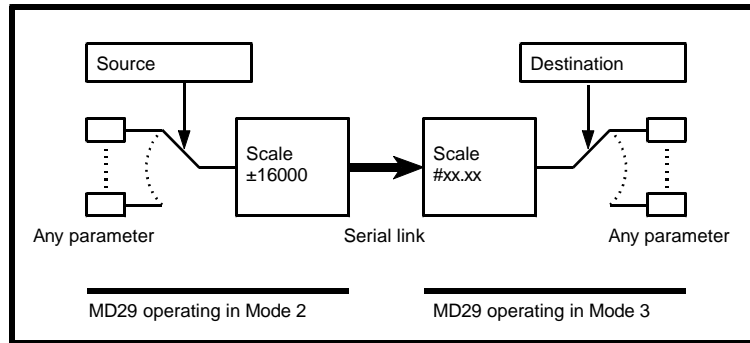 Source
Destination
Scale
±16000
Scale
#xx.xx
Any parameter
Serial link
Any parameter
MD29 operating in Mode 2
MD29 operating in Mode 3